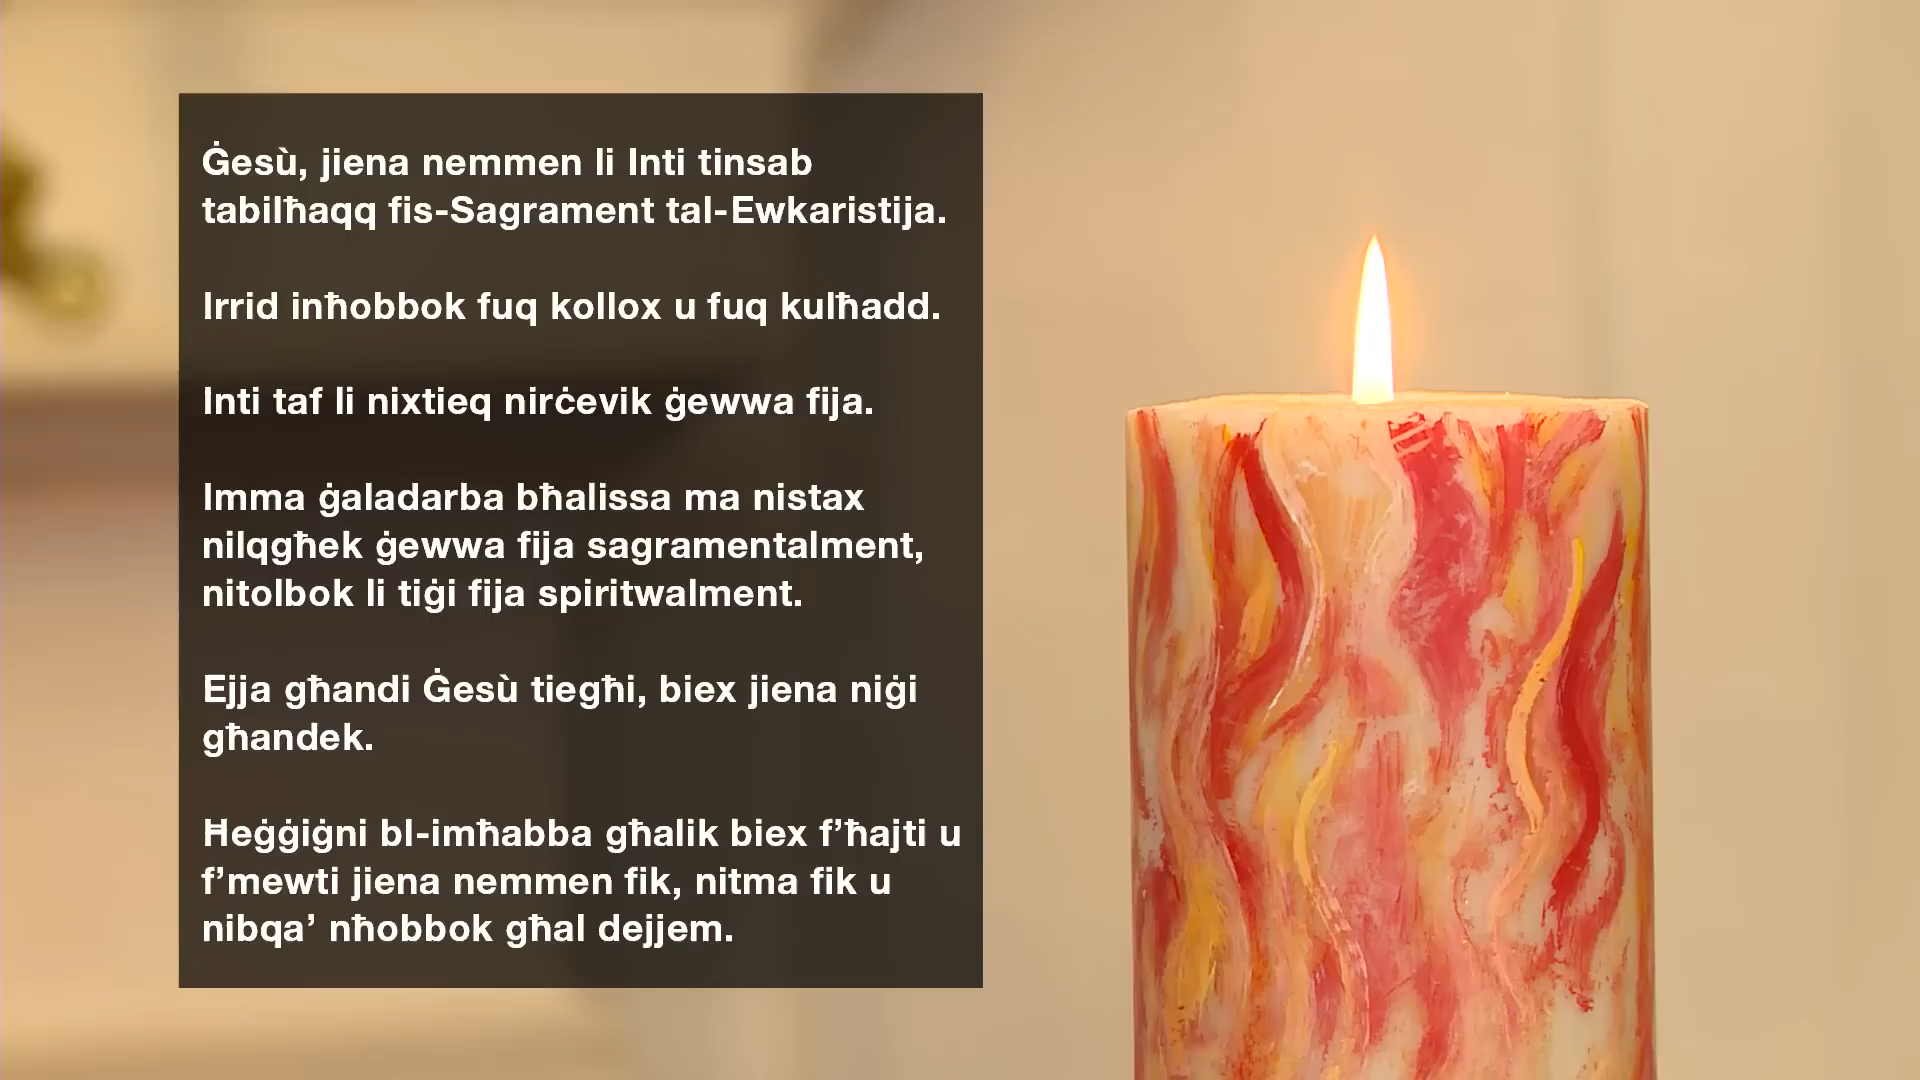 Ġesù, jiena nemmen li Inti tinsab
tabilħaqq fis-Sagrament tal-Ewkaristija.
Irrid inħobbok fuq kollox u fuq kulħadd.
Inti taf li nixtieq nirċevik ġewwa fija.
Imma ġaladarba bħalissa ma nistax
nilqgħek ġewwa fija sagramentalment,
nitolbok li tiġi fija spiritwalment.
Ejja għandi Ġesù tiegħi, biex jiena niġi
għandek.
Ħeġġiġni bl-imħabba għalik biex f’ħajti u
f’mewti jiena nemmen fik, nitma fik u
nibqa’ nħobbok għal dejjem.